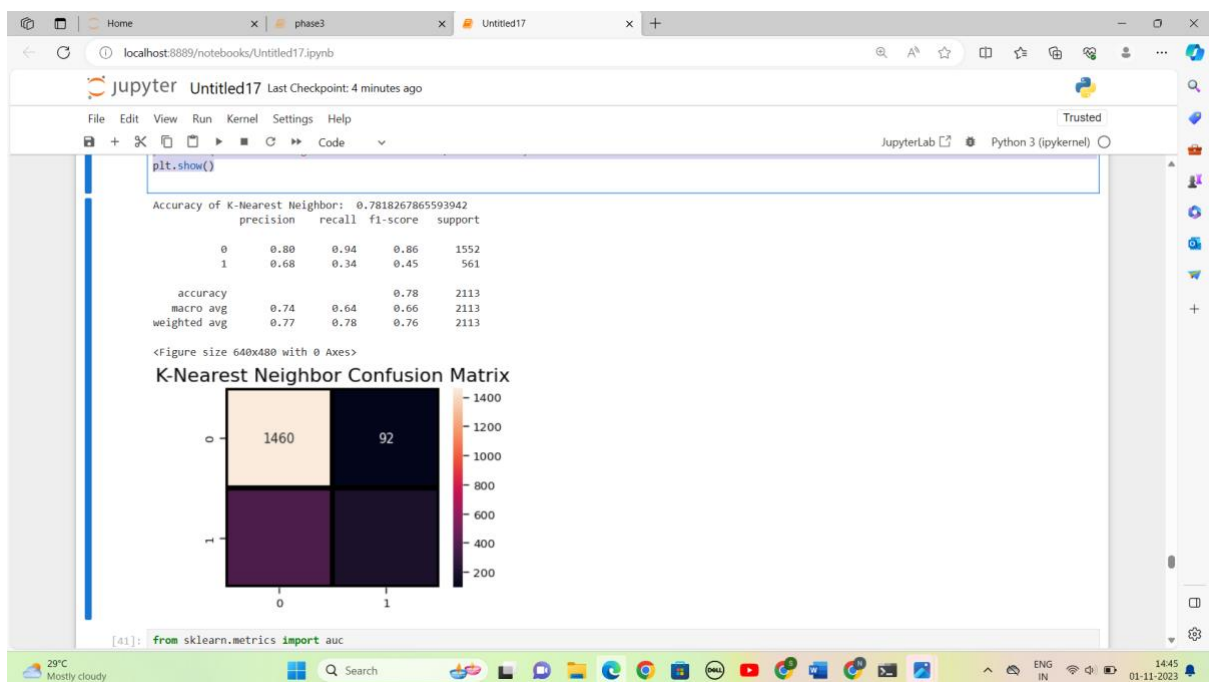 Home phase3 Untitled17
localhost:8889/notebooks/Untitled17.ipynb
jupyter Untitled17 Last Checkpoint: 4 minutes ago
File Edit View Run Kernel Settings Help Trusted
Code JupyterLab Python 3 (ipykernel)
plt.show()
Accuracy of K-Nearest Neighbor: 0.7818267865593942
precision recall f1-score support
0 0.80 0.94 0.86 1552
1 0.68 0.34 0.45 561
accuracy 0.78 2113
macro avg 0.74 0.64 0.66 2113
weighted avg 0.77 0.78 0.76 2113
<Figure size 640x480 with 0 Axes>
K-Nearest Neighbor Confusion Matrix
1400
1200
0 1460 92
1000
800
600
1
400
200
0 1
[41]: from sklearn.metrics import auc
29°C
Mostly cloudy
Search
DELL
ENG
IN
14:45
01-11-2023